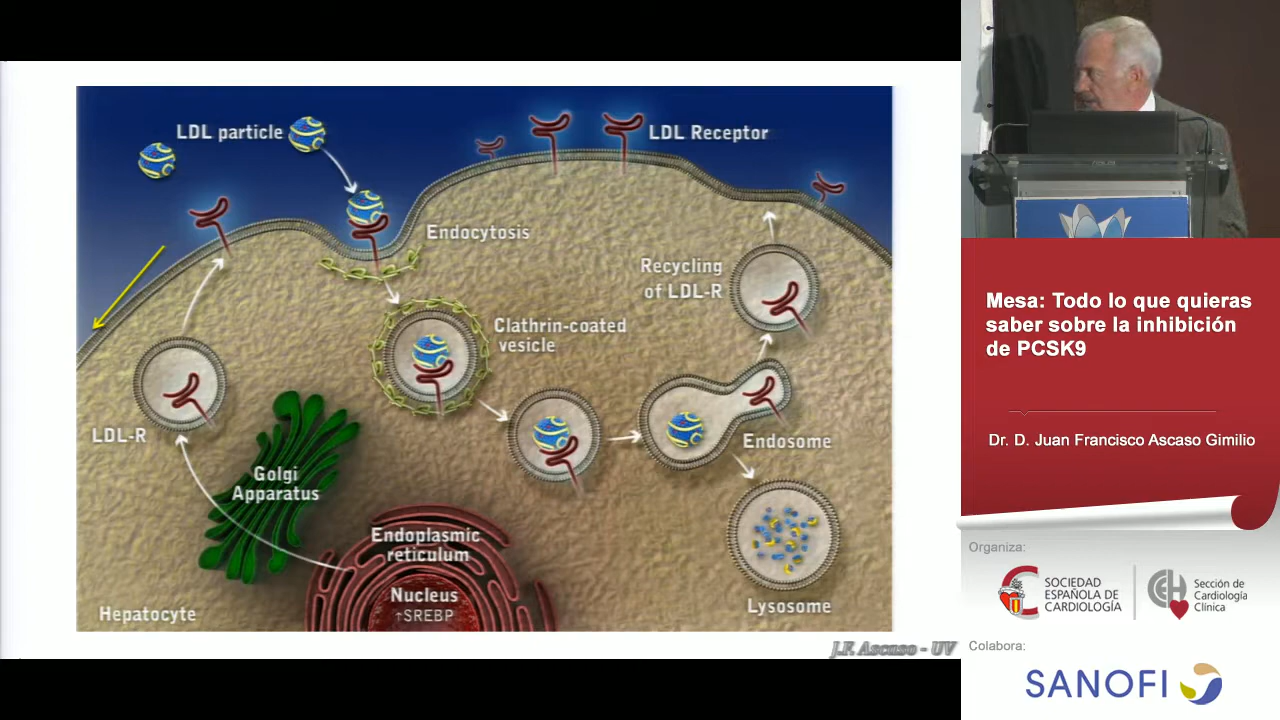 LDL particle
LDL Receptor
Endocytosis
Recycling
of LDL-R
Clathrin-coated
vesicle
LDL-R
Endosome
Golgi
Apparatus
Endoplasmic
reticulum
Nucleus
↑SREBP
Lysosome
Hepatocyte
J.F. Ascaso - UV
Mesa: Todo lo que quieras
saber sobre la inhibición
de PCSK9
Dr. D. Juan Francisco Ascaso Gimilio
Organiza:
SOCIEDAD
ESPAÑOLA DE
CARDIOLOGÍA
Sección de
Cardiología
Clínica
Colabora:
SANOFI